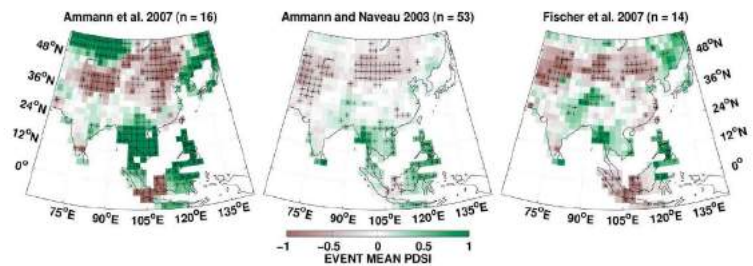 Ammann et al. 2007 (n = 16)
Ammann and Naveau 2003 (n = 53)
Fischer et al. 2007 (n = 14)
48°N
36°N
24°N
12°N
0°
75°E 90°E 105°E 120°E 135°E
75°E 90°E 105°E 120°E 135°E
75°E 90°E 105°E 120°E 135°E
48°N
36°N
24°N
12°N
0°
−1 −0.5 0 0.5 1
EVENT MEAN PDSI